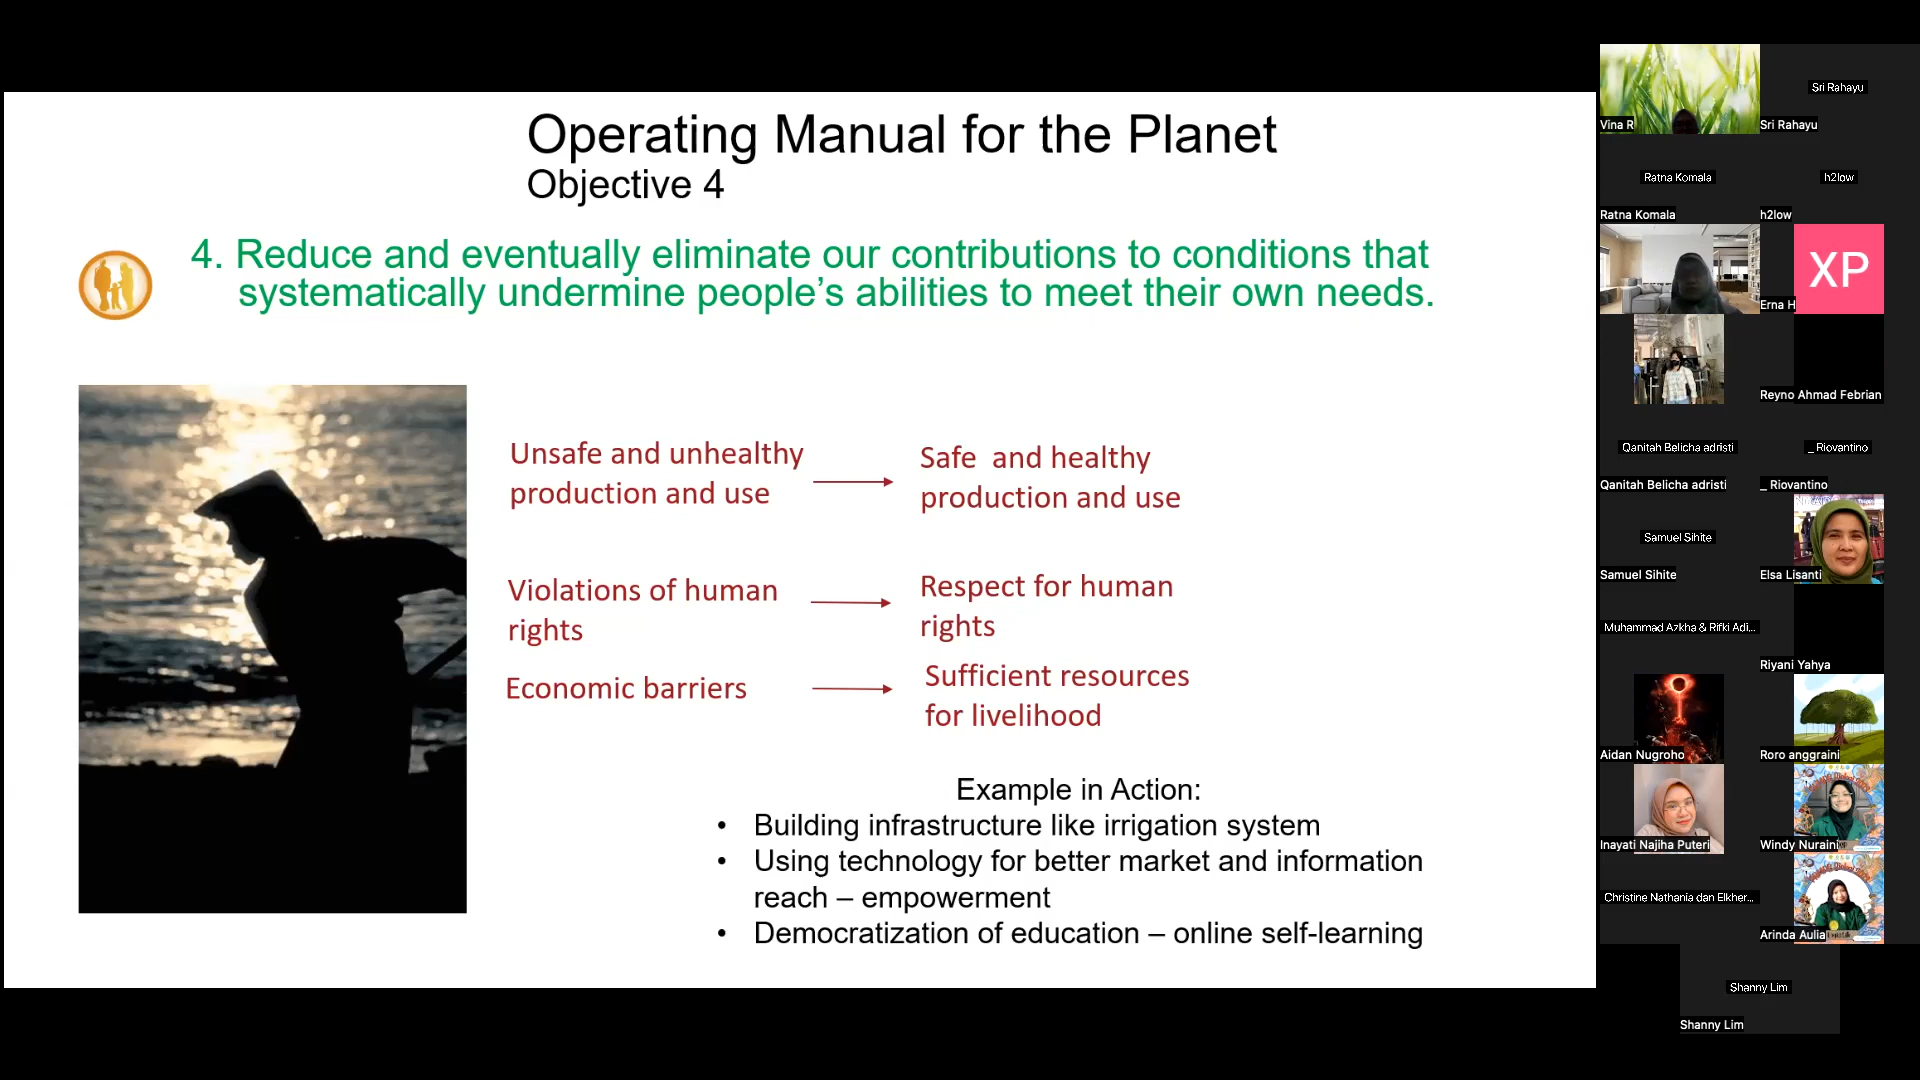 Operating Manual for the Planet
Objective 4
4. Reduce and eventually eliminate our contributions to conditions that
systematically undermine people’s abilities to meet their own needs.
Unsafe and unhealthy
production and use
Safe and healthy
production and use
Violations of human
rights
Respect for human
rights
Economic barriers
Sufficient resources
for livelihood
Example in Action:
• Building infrastructure like irrigation system
• Using technology for better market and information
reach – empowerment
• Democratization of education – online self-learning
Vina R
Sri Rahayu
Sri Rahayu
Ratna Komala
Ratna Komala
h2low
h2low
Erna H
XP
Reyno Ahmad Febrian
Qanitah Belicha adristi
Qanitah Belicha adristi
_ Riovantino
_ Riovantino
Samuel Sihite
Samuel Sihite
Elsa Lisanti
Muhammad Azkha & Rifki Adi...
Riyani Yahya
Aidan Nugroho
Roro anggraini
Inayati Najiha Puteri
Windy Nuraini
Christine Nathania dan Elkher...
Arinda Aulia
Shanny Lim
Shanny Lim